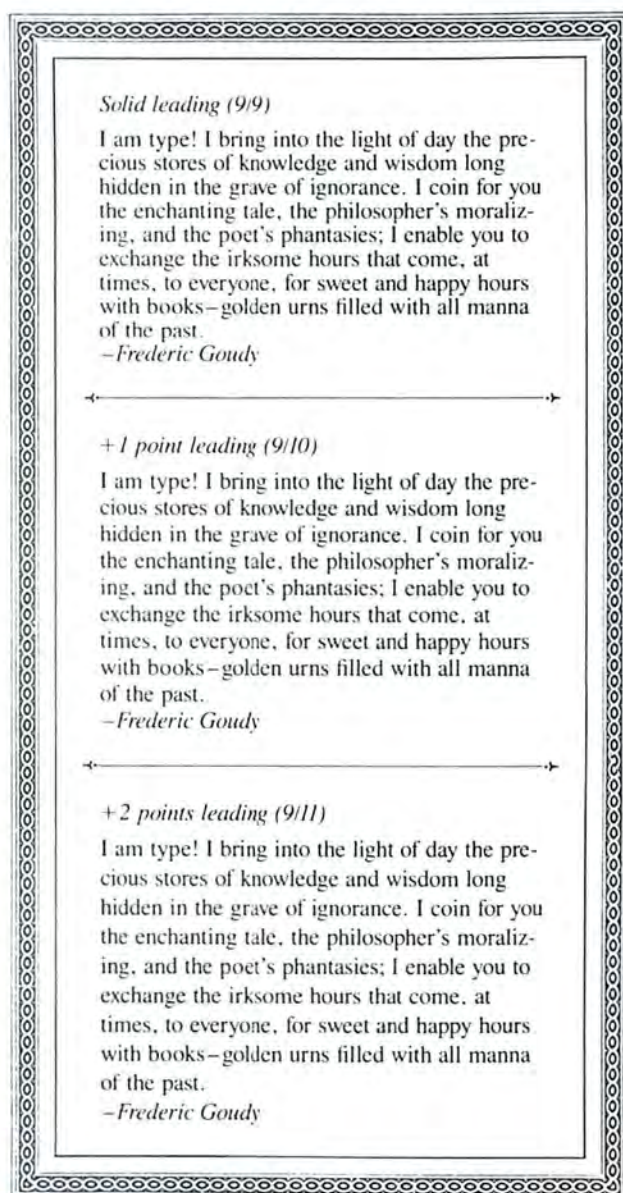 Solid leading (9/9)
I am type! I bring into the light of day the pre-
cious stores of knowledge and wisdom long
hidden in the grave of ignorance. I coin for you
the enchanting tale, the philosopher's moraliz-
ing, and the poet's phantasies; I enable you to
exchange the irksome hours that come, at
times, to everyone, for sweet and happy hours
with books–golden urns filled with all manna
of the past.
–Frederic Goudy
+1 point leading (9/10)
I am type! I bring into the light of day the pre-
cious stores of knowledge and wisdom long
hidden in the grave of ignorance. I coin for you
the enchanting tale, the philosopher's moraliz-
ing, and the poet's phantasies; I enable you to
exchange the irksome hours that come, at
times, to everyone, for sweet and happy hours
with books–golden urns filled with all manna
of the past.
–Frederic Goudy
+2 points leading (9/11)
I am type! I bring into the light of day the pre-
cious stores of knowledge and wisdom long
hidden in the grave of ignorance. I coin for you
the enchanting tale, the philosopher's moraliz-
ing, and the poet's phantasies; I enable you to
exchange the irksome hours that come, at
times, to everyone, for sweet and happy hours
with books–golden urns filled with all manna
of the past.
–Frederic Goudy